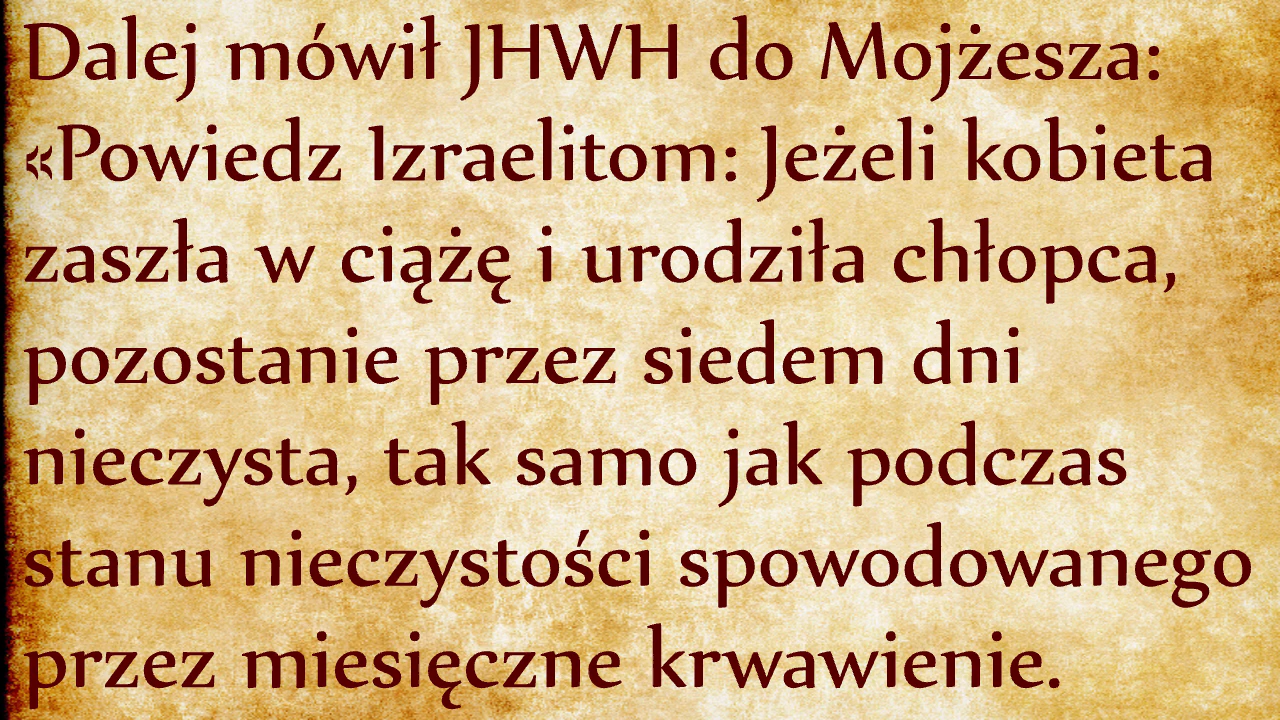 Dalej mówił JHWH do Mojżesza:
«Powiedz Izraelitom: Jeżeli kobieta
zaszła w ciążę i urodziła chłopca,
pozostanie przez siedem dni
nieczysta, tak samo jak podczas
stanu nieczystości spowodowanego
przez miesięczne krwawienie.